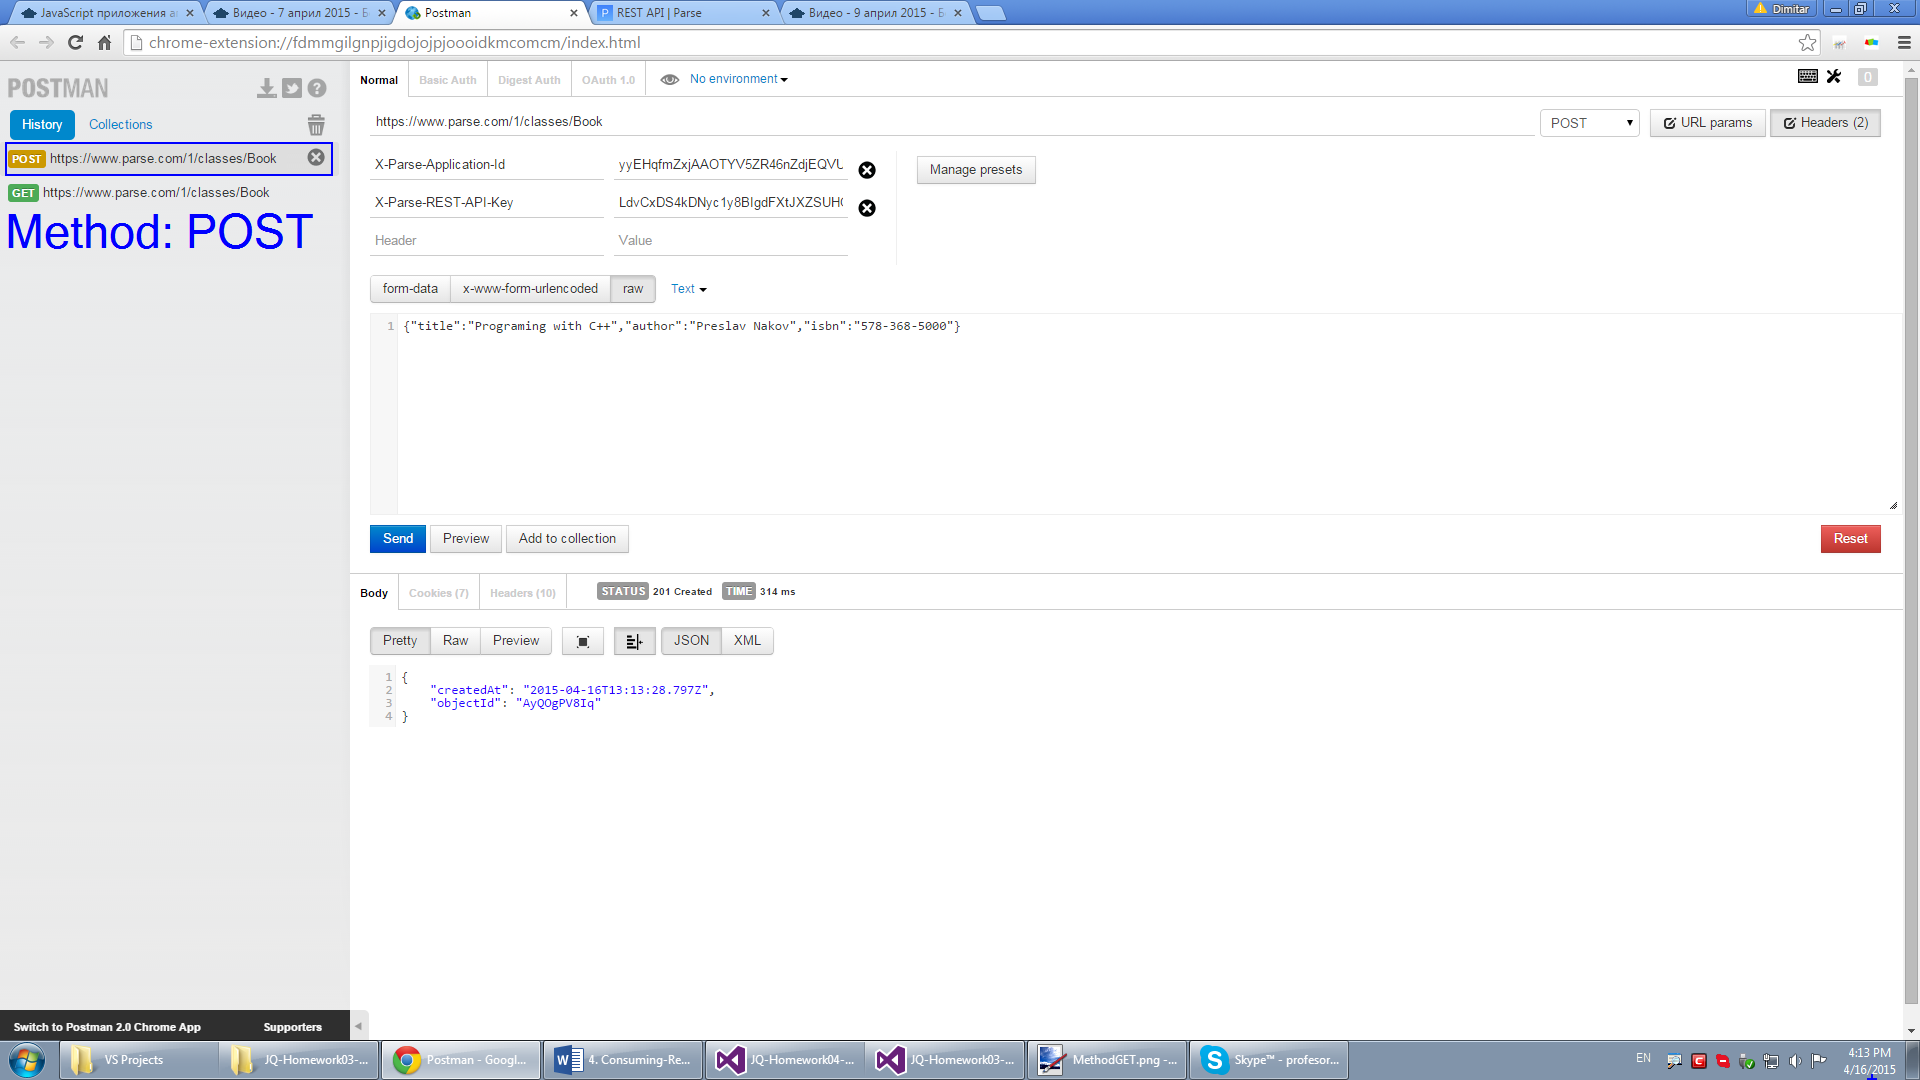 JavaScript приложения а
Видео - 7 април 2015 - Б
Postman
REST API | Parse
Видео - 9 април 2015 - Б
Dimitar
chrome-extension://fdmmgilgnpjigdojojpjoooidkmcomcm/index.html
POSTMAN
History
Collections
POST https://www.parse.com/1/classes/Book
GET https://www.parse.com/1/classes/Book
Method: POST
Normal
Basic Auth
Digest Auth
OAuth 1.0
No environment
0
https://www.parse.com/1/classes/Book
POST
URL params
Headers (2)
X-Parse-Application-Id
yyEHqfmZxjAAOTYV5ZR46nZdjEQVU
Manage presets
X-Parse-REST-API-Key
LdvCxDS4kDNyc1y8BIgdFXtJXZSUH
Header
Value
form-data
x-www-form-urlencoded
raw
Text
1 {"title":"Programing with C++","author":"Preslav Nakov","isbn":"578-368-5000"}
Send
Preview
Add to collection
Reset
Body
Cookies (7)
Headers (10)
STATUS 201 Created
TIME 314 ms
Pretty
Raw
Preview
JSON
XML
1 {
2 "createdAt": "2015-04-16T13:13:28.797Z",
3 "objectId": "AyQOgPV8Iq"
4 }
Switch to Postman 2.0 Chrome App
Supporters
VS Projects
JQ-Homework03-...
Postman - Googl...
4. Consuming-Re...
JQ-Homework04-...
JQ-Homework03-...
MethodGET.png -...
Skype™ - profesor...
EN
4:13 PM
4/16/2015